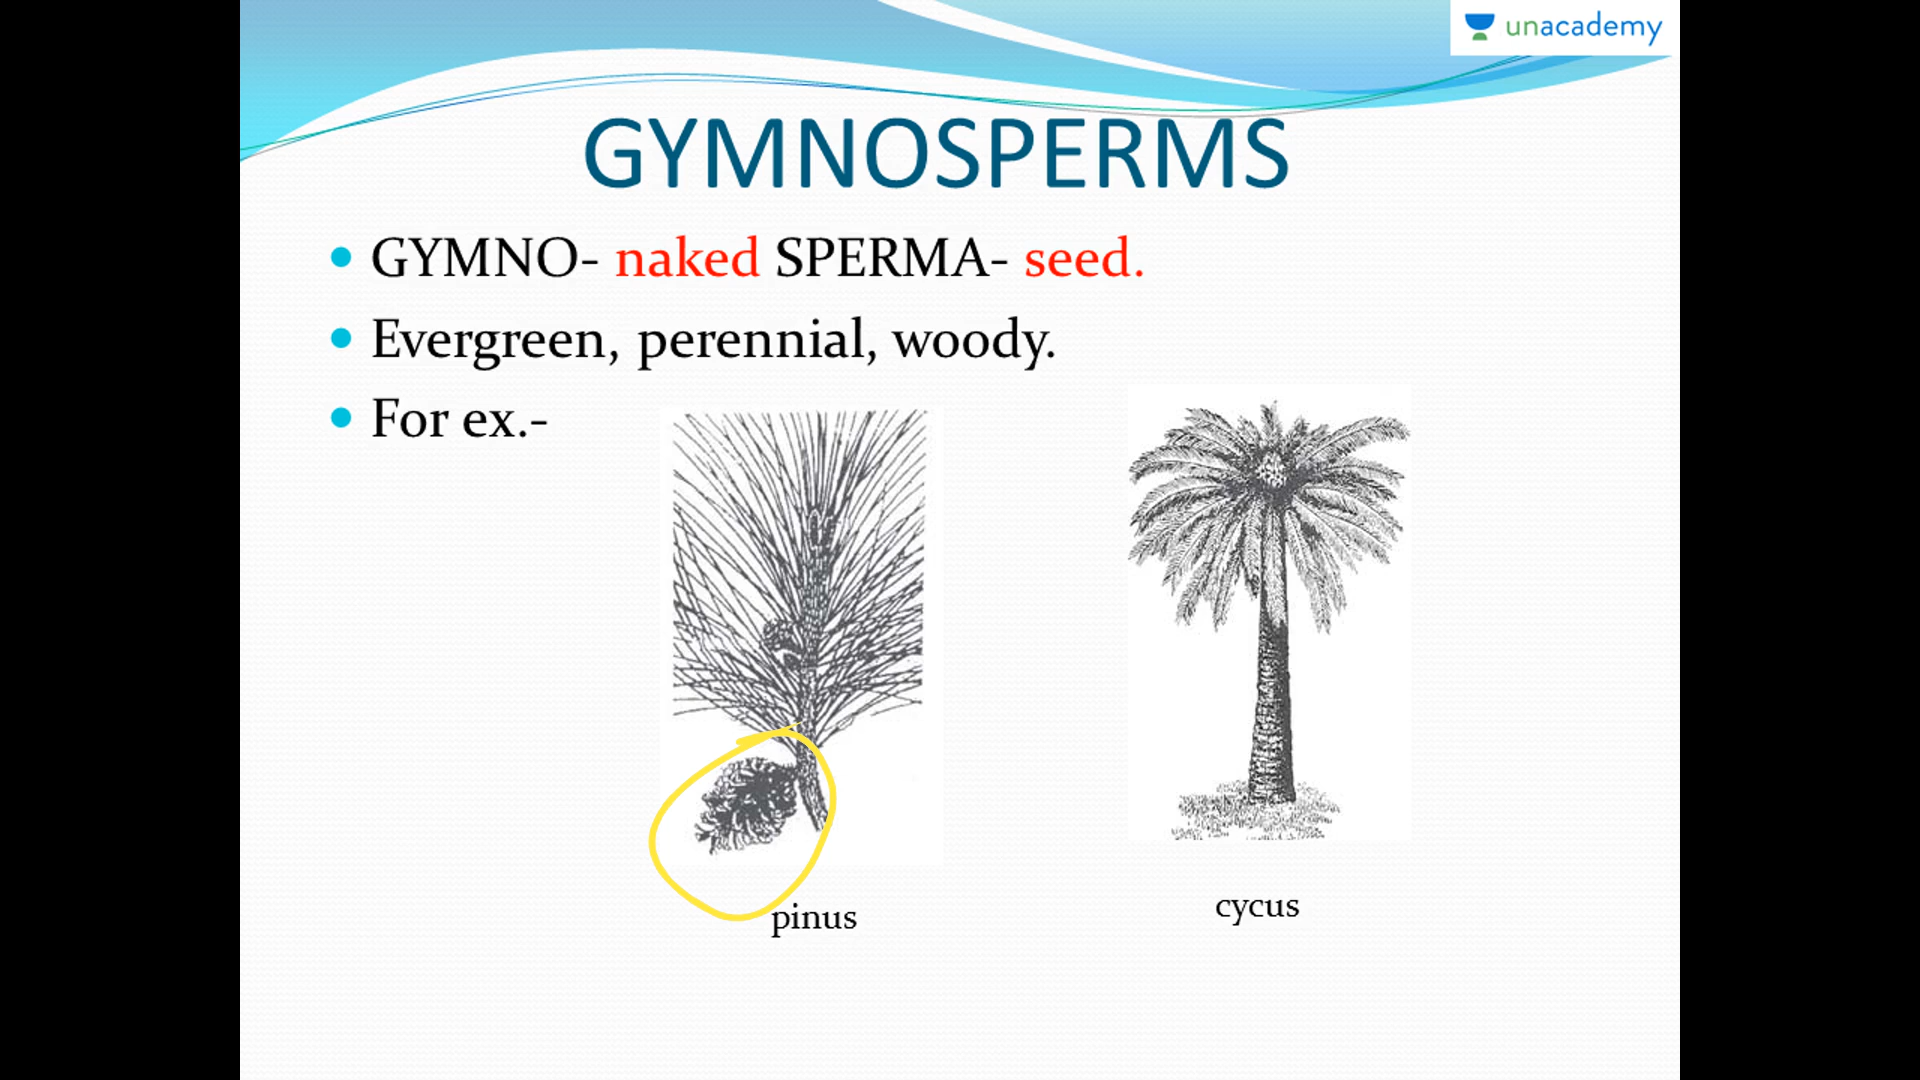 unacademy
GYMNOSPERMS
GYMNO- naked SPERMA- seed.
Evergreen, perennial, woody.
For ex.-
pinus
cycus